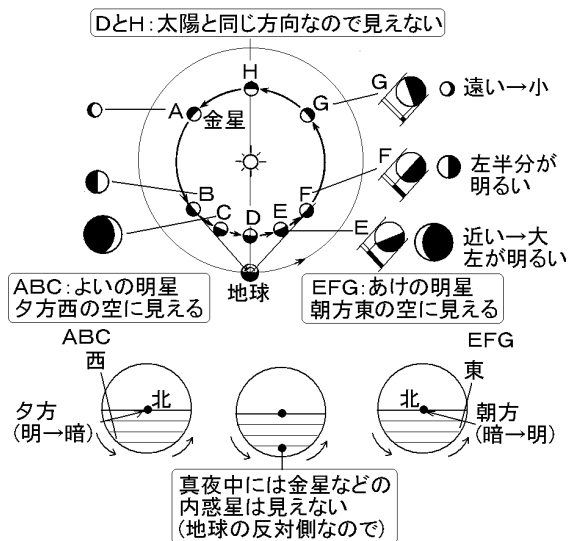 DとH：太陽と同じ方向なので見えない
H
A
金星
G
G
遠い→小
B
F
F
左半分が
明るい
C
D
E
E
近い→大
左が明るい
地球
ABC：よいの明星
夕方西の空に見える
EFG：あけの明星
朝方東の空に見える
ABC
西
EFG
東
北
北
夕方
(明→暗)
朝方
(暗→明)
真夜中には金星などの
内惑星は見えない
(地球の反対側なので)